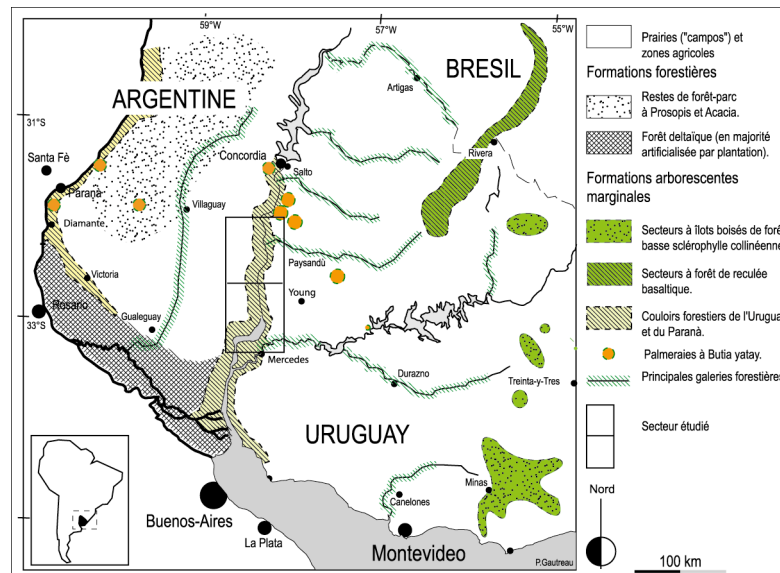 59°W
57°W
55°W
ARGENTINE
BRESIL
Artigas
31°S
Rivera
Santa Fè
Concordia
Salto
Paranà
Villaguay
Diamante
Paysandù
Victoria
Young
Rosario
Gualeguay
33°S
Mercedes
Durazno
Treinta-y-Tres
URUGUAY
Minas
Canelones
Buenos-Aires
La Plata
Montevideo
P.Gautreau
Prairies ("campos") et
zones agricoles
Formations forestières
Restes de forêt-parc
à Prosopis et Acacia.
Forêt deltaïque (en majorité
artificialisée par plantation).
Formations arborescentes
marginales
Secteurs à îlots boisés de forê
basse sclérophylle collinéenne
Secteurs à forêt de reculée
basaltique.
Couloirs forestiers de l'Urugua
et du Paranà.
Palmeraies à Butia yatay.
Principales galeries forestières
Secteur étudié
Nord
100 km